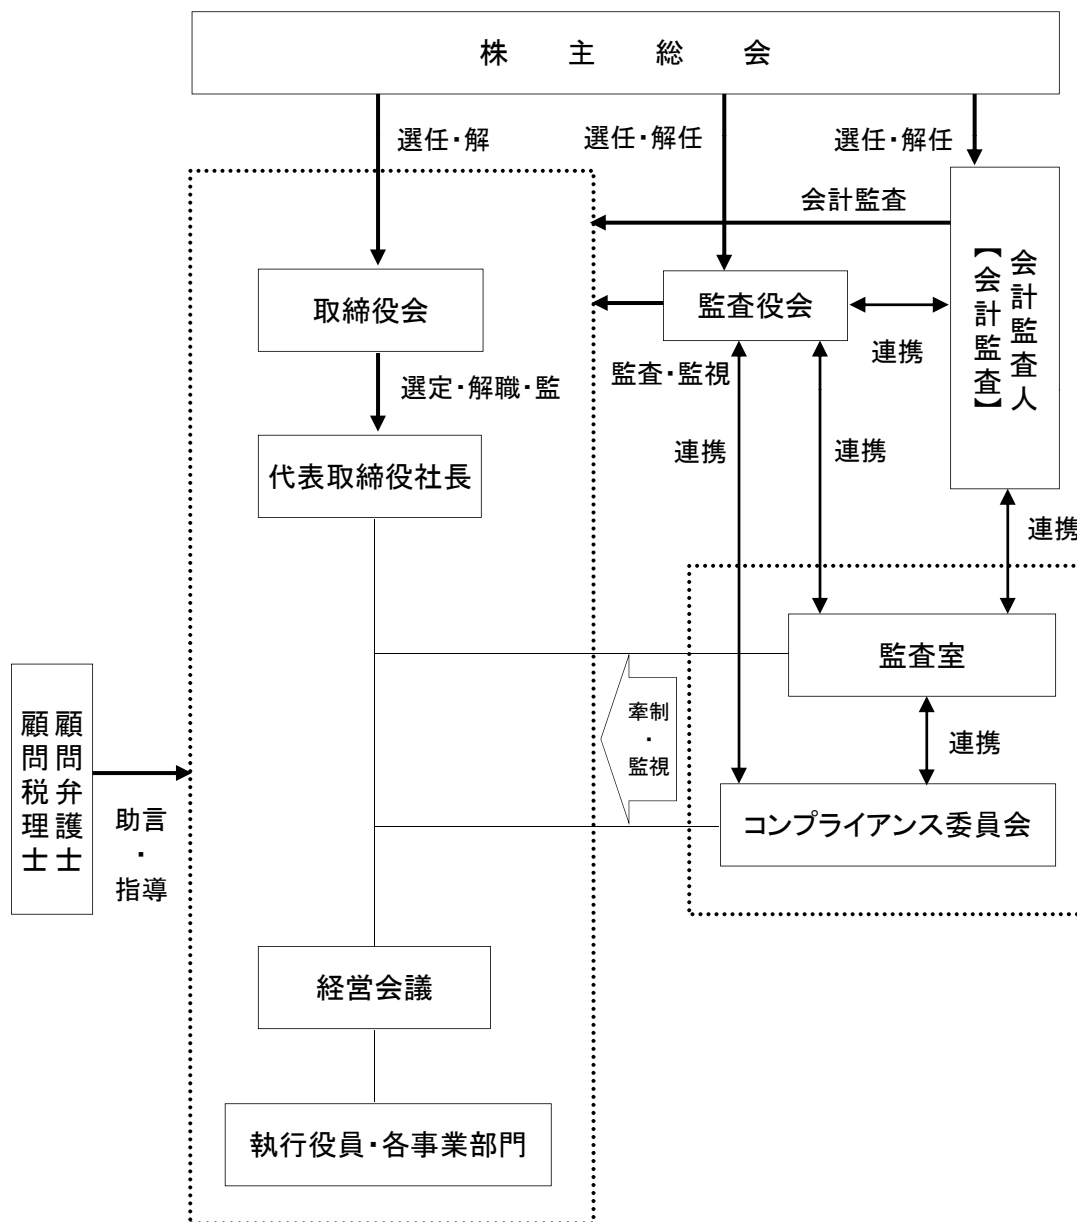 株主総会
選任・解
選任・解任
選任・解任
会計監査
会計監査人
【会計監査】
取締役会
監査役会
連携
選定・解職・監
監査・監視
代表取締役社長
連携
連携
連携
監査室
牽制
・
監視
連携
顧問弁護士
顧問税理士
助言
・
指導
コンプライアンス委員会
経営会議
執行役員・各事業部門